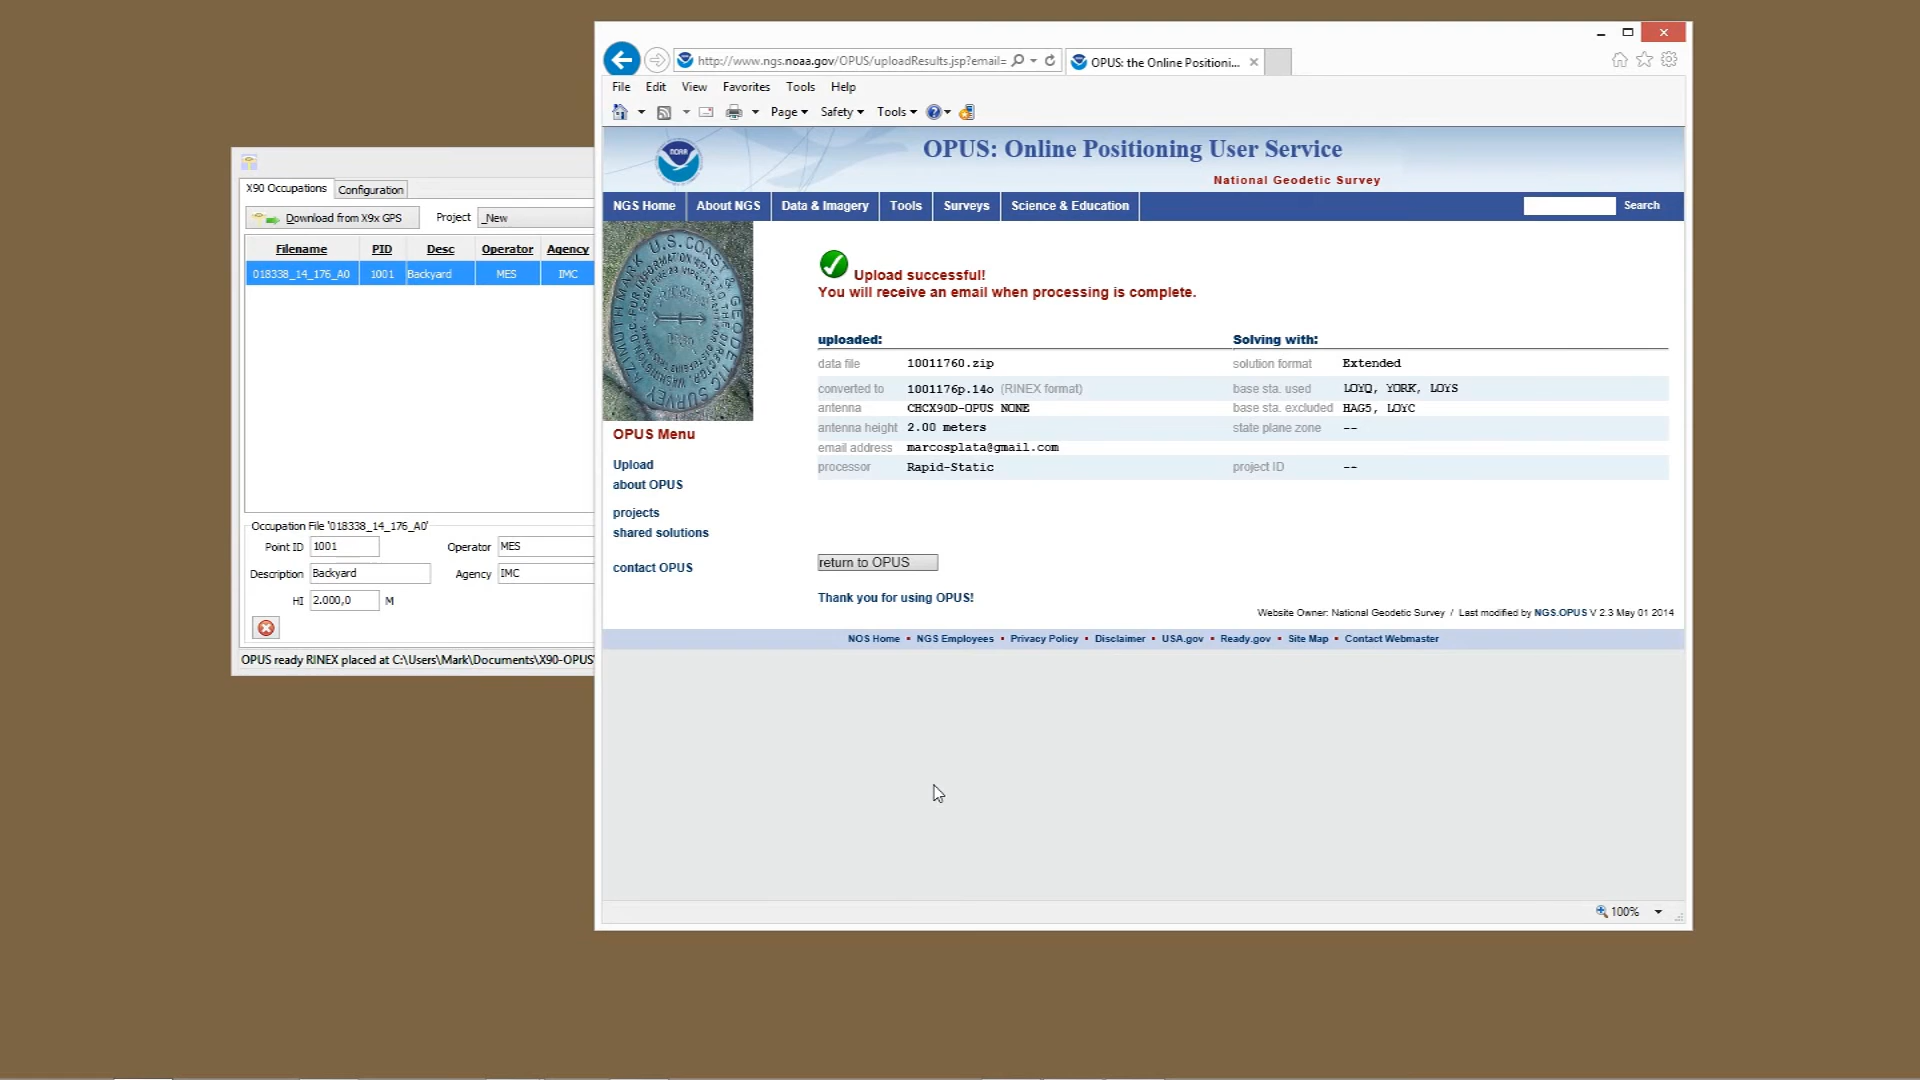 http://www.ngs.noaa.gov/OPUS/uploadResults.jsp?email=
OPUS: the Online Positioni...
File Edit View Favorites Tools Help
Page Safety Tools
NOAA
OPUS: Online Positioning User Service
National Geodetic Survey
NGS Home About NGS Data & Imagery Tools Surveys Science & Education Search
X90 Occupations Configuration
Download from X9x GPS Project _New
Filename PID Desc Operator Agency
018338_14_176_A0 1001 Backyard MES IMC
Occupation File '018338_14_176_A0'
Point ID 1001 Operator MES
Description Backyard Agency IMC
HI 2.000,0 M
OPUS ready RINEX placed at C:\Users\Mark\Documents\X90-OPUS
U.S. COAST & GEODETIC SURVEY
AZIMUTH MARK
OPUS Menu
Upload
about OPUS
projects
shared solutions
contact OPUS
Upload successful!
You will receive an email when processing is complete.
uploaded: Solving with:
data file 10011760.zip solution format Extended
converted to 1001176p.14o (RINEX format) base sta. used LOYQ, YORK, LOYS
antenna CHCX90D-OPUS NONE base sta. excluded HAG5, LOYC
antenna height 2.00 meters state plane zone --
email address marcosplata@gmail.com
processor Rapid-Static project ID --
return to OPUS
Thank you for using OPUS!
Website Owner: National Geodetic Survey / Last modified by NGS.OPUS V 2.3 May 01 2014
NOS Home • NGS Employees • Privacy Policy • Disclaimer • USA.gov • Ready.gov • Site Map • Contact Webmaster
100%